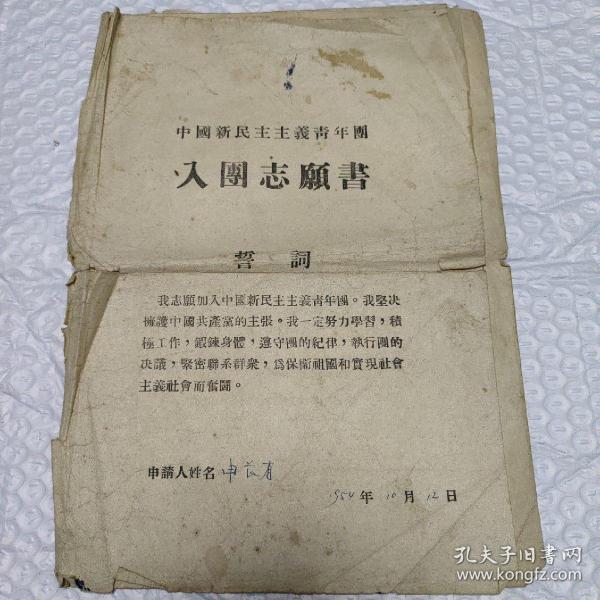 中國新民主主義青年團
入團志願書
誓詞
我志願加入中國新民主主義青年團。我堅决
擁護中國共產黨的主張。我一定努力學習,積
極工作,鍛鍊身體,遵守團的紀律,執行團的
决議,緊密聯系群衆,爲保衛祖國和實現社會
主義社會而奮鬪。
申請人姓名 申長有
1954年10月12日
孔夫子旧书网
www.kongfz.com